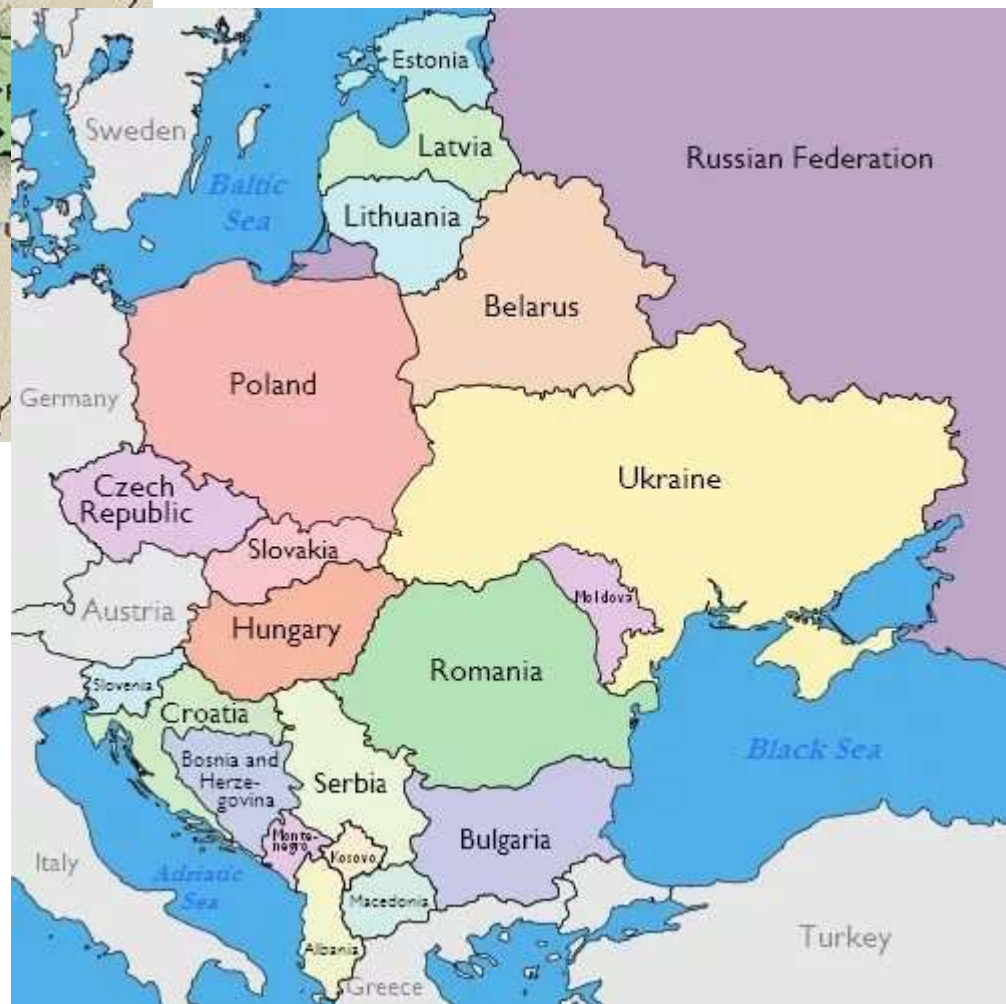 Estonia
Sweden
Latvia
Russian Federation
Baltic
Sea
Lithuania
Belarus
Poland
Germany
Ukraine
Czech
Republic
Slovakia
Moldova
Austria
Hungary
Romania
Slovenia
Croatia
Black Sea
Bosnia and
Herze-
govina
Serbia
Monte-
negro
Bulgaria
Kosovo
Italy
Adriatic
Sea
Macedonia
Albania
Turkey
Greece